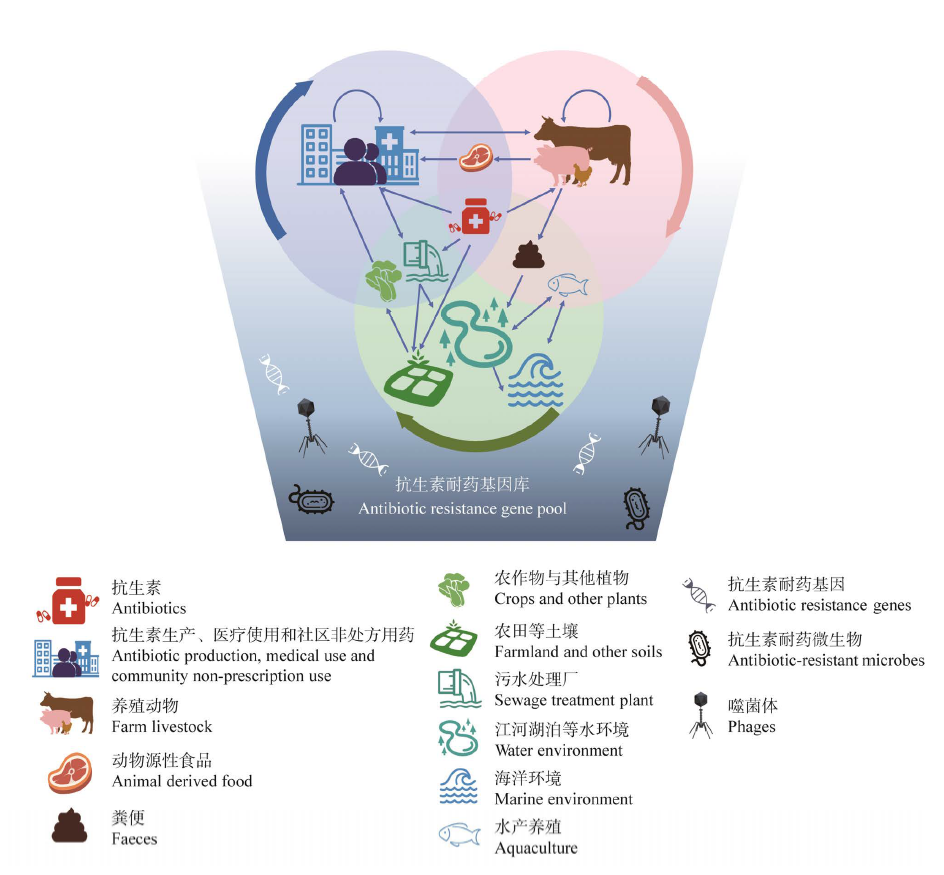 抗生素耐药基因库
Antibiotic resistance gene pool
抗生素
Antibiotics
抗生素生产、医疗使用和社区非处方用药
Antibiotic production, medical use and
community non-prescription use
养殖动物
Farm livestock
动物源性食品
Animal derived food
粪便
Faeces
农作物与其他植物
Crops and other plants
农田等土壤
Farmland and other soils
污水处理厂
Sewage treatment plant
江河湖泊等水环境
Water environment
海洋环境
Marine environment
水产养殖
Aquaculture
抗生素耐药基因
Antibiotic resistance genes
抗生素耐药微生物
Antibiotic-resistant microbes
噬菌体
Phages